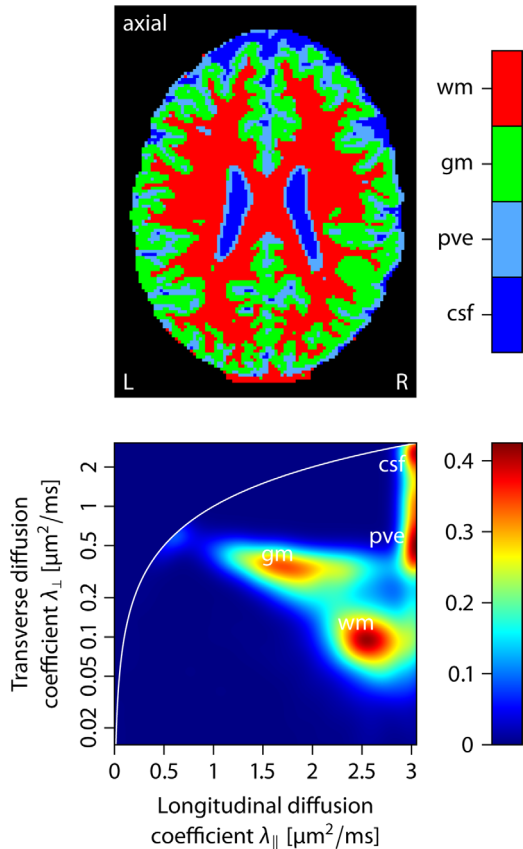 axial
wm
gm
pve
csf
L
R
csf
pve
gm
wm
Transverse diffusion
coefficient λ⊥ [µm²/ms]
2
1
0.5
0.2
0.1
0.05
0.02
0
0.5
1
1.5
2
2.5
3
Longitudinal diffusion
coefficient λ∥ [µm²/ms]
0.4
0.3
0.2
0.1
0